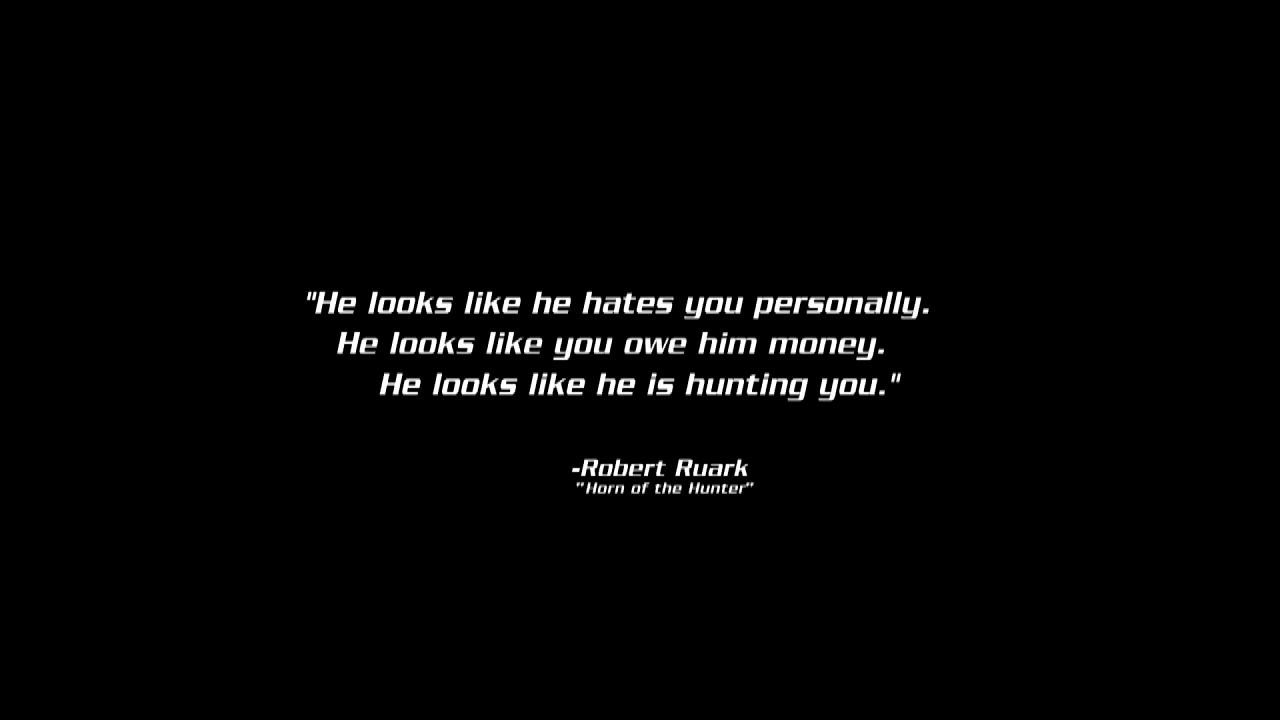 "He looks like he hates you personally.
He looks like you owe him money.
He looks like he is hunting you."
-Robert Ruark
"Horn of the Hunter"